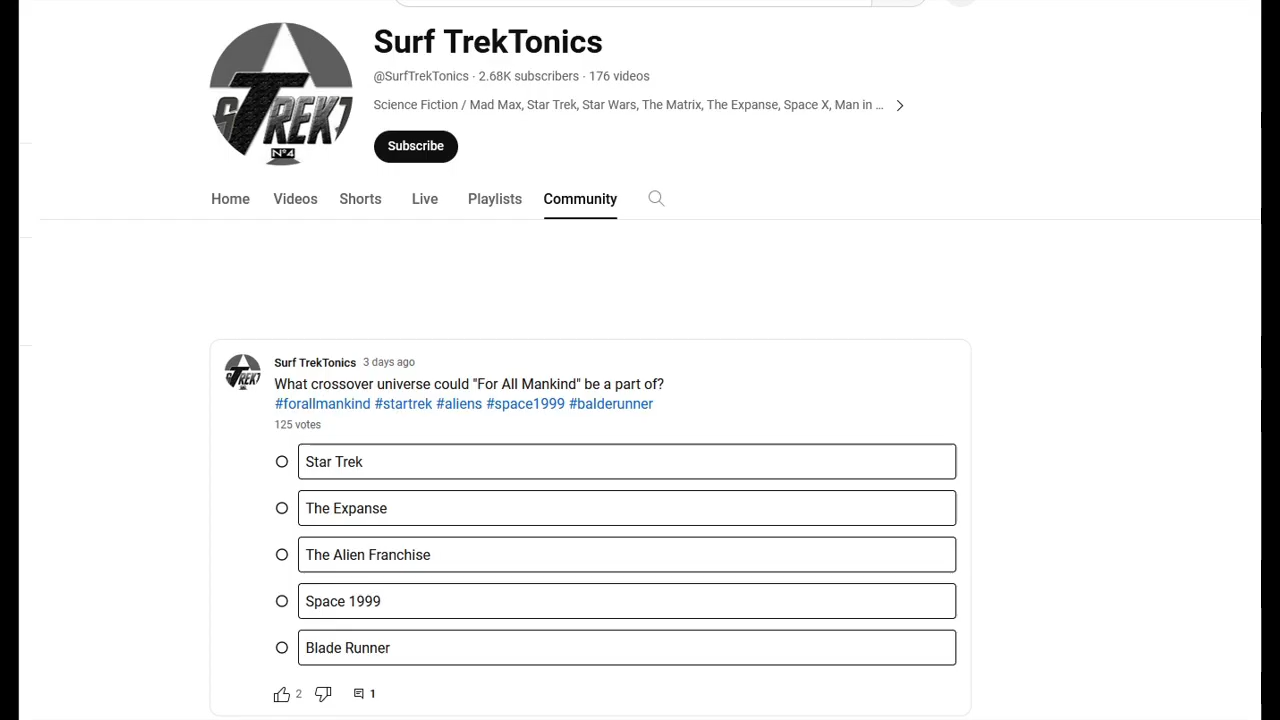 Surf TrekTonics
@SurfTrekTonics · 2.68K subscribers · 176 videos
Science Fiction / Mad Max, Star Trek, Star Wars, The Matrix, The Expanse, Space X, Man in ...
Subscribe
Home Videos Shorts Live Playlists Community
STREKT
Nº4
Surf TrekTonics 3 days ago
What crossover universe could "For All Mankind" be a part of?
#forallmankind #startrek #aliens #space1999 #balderunner
125 votes
Star Trek
The Expanse
The Alien Franchise
Space 1999
Blade Runner
2 1